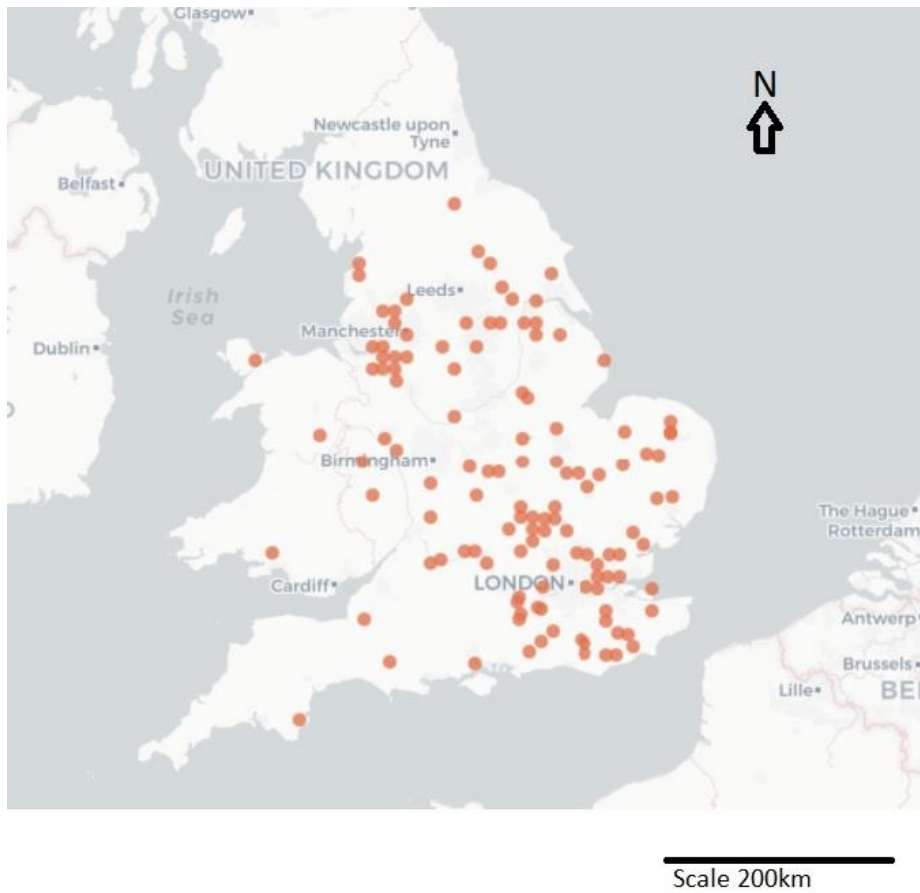 Glasgow
N
Newcastle upon
Tyne
UNITED KINGDOM
Belfast
Irish
Sea
Leeds
Manchester
Dublin
Birmingham
The Hague
Rotterdam
LONDON
Cardiff
Antwerp
Brussels
Lille
BE
Scale 200km